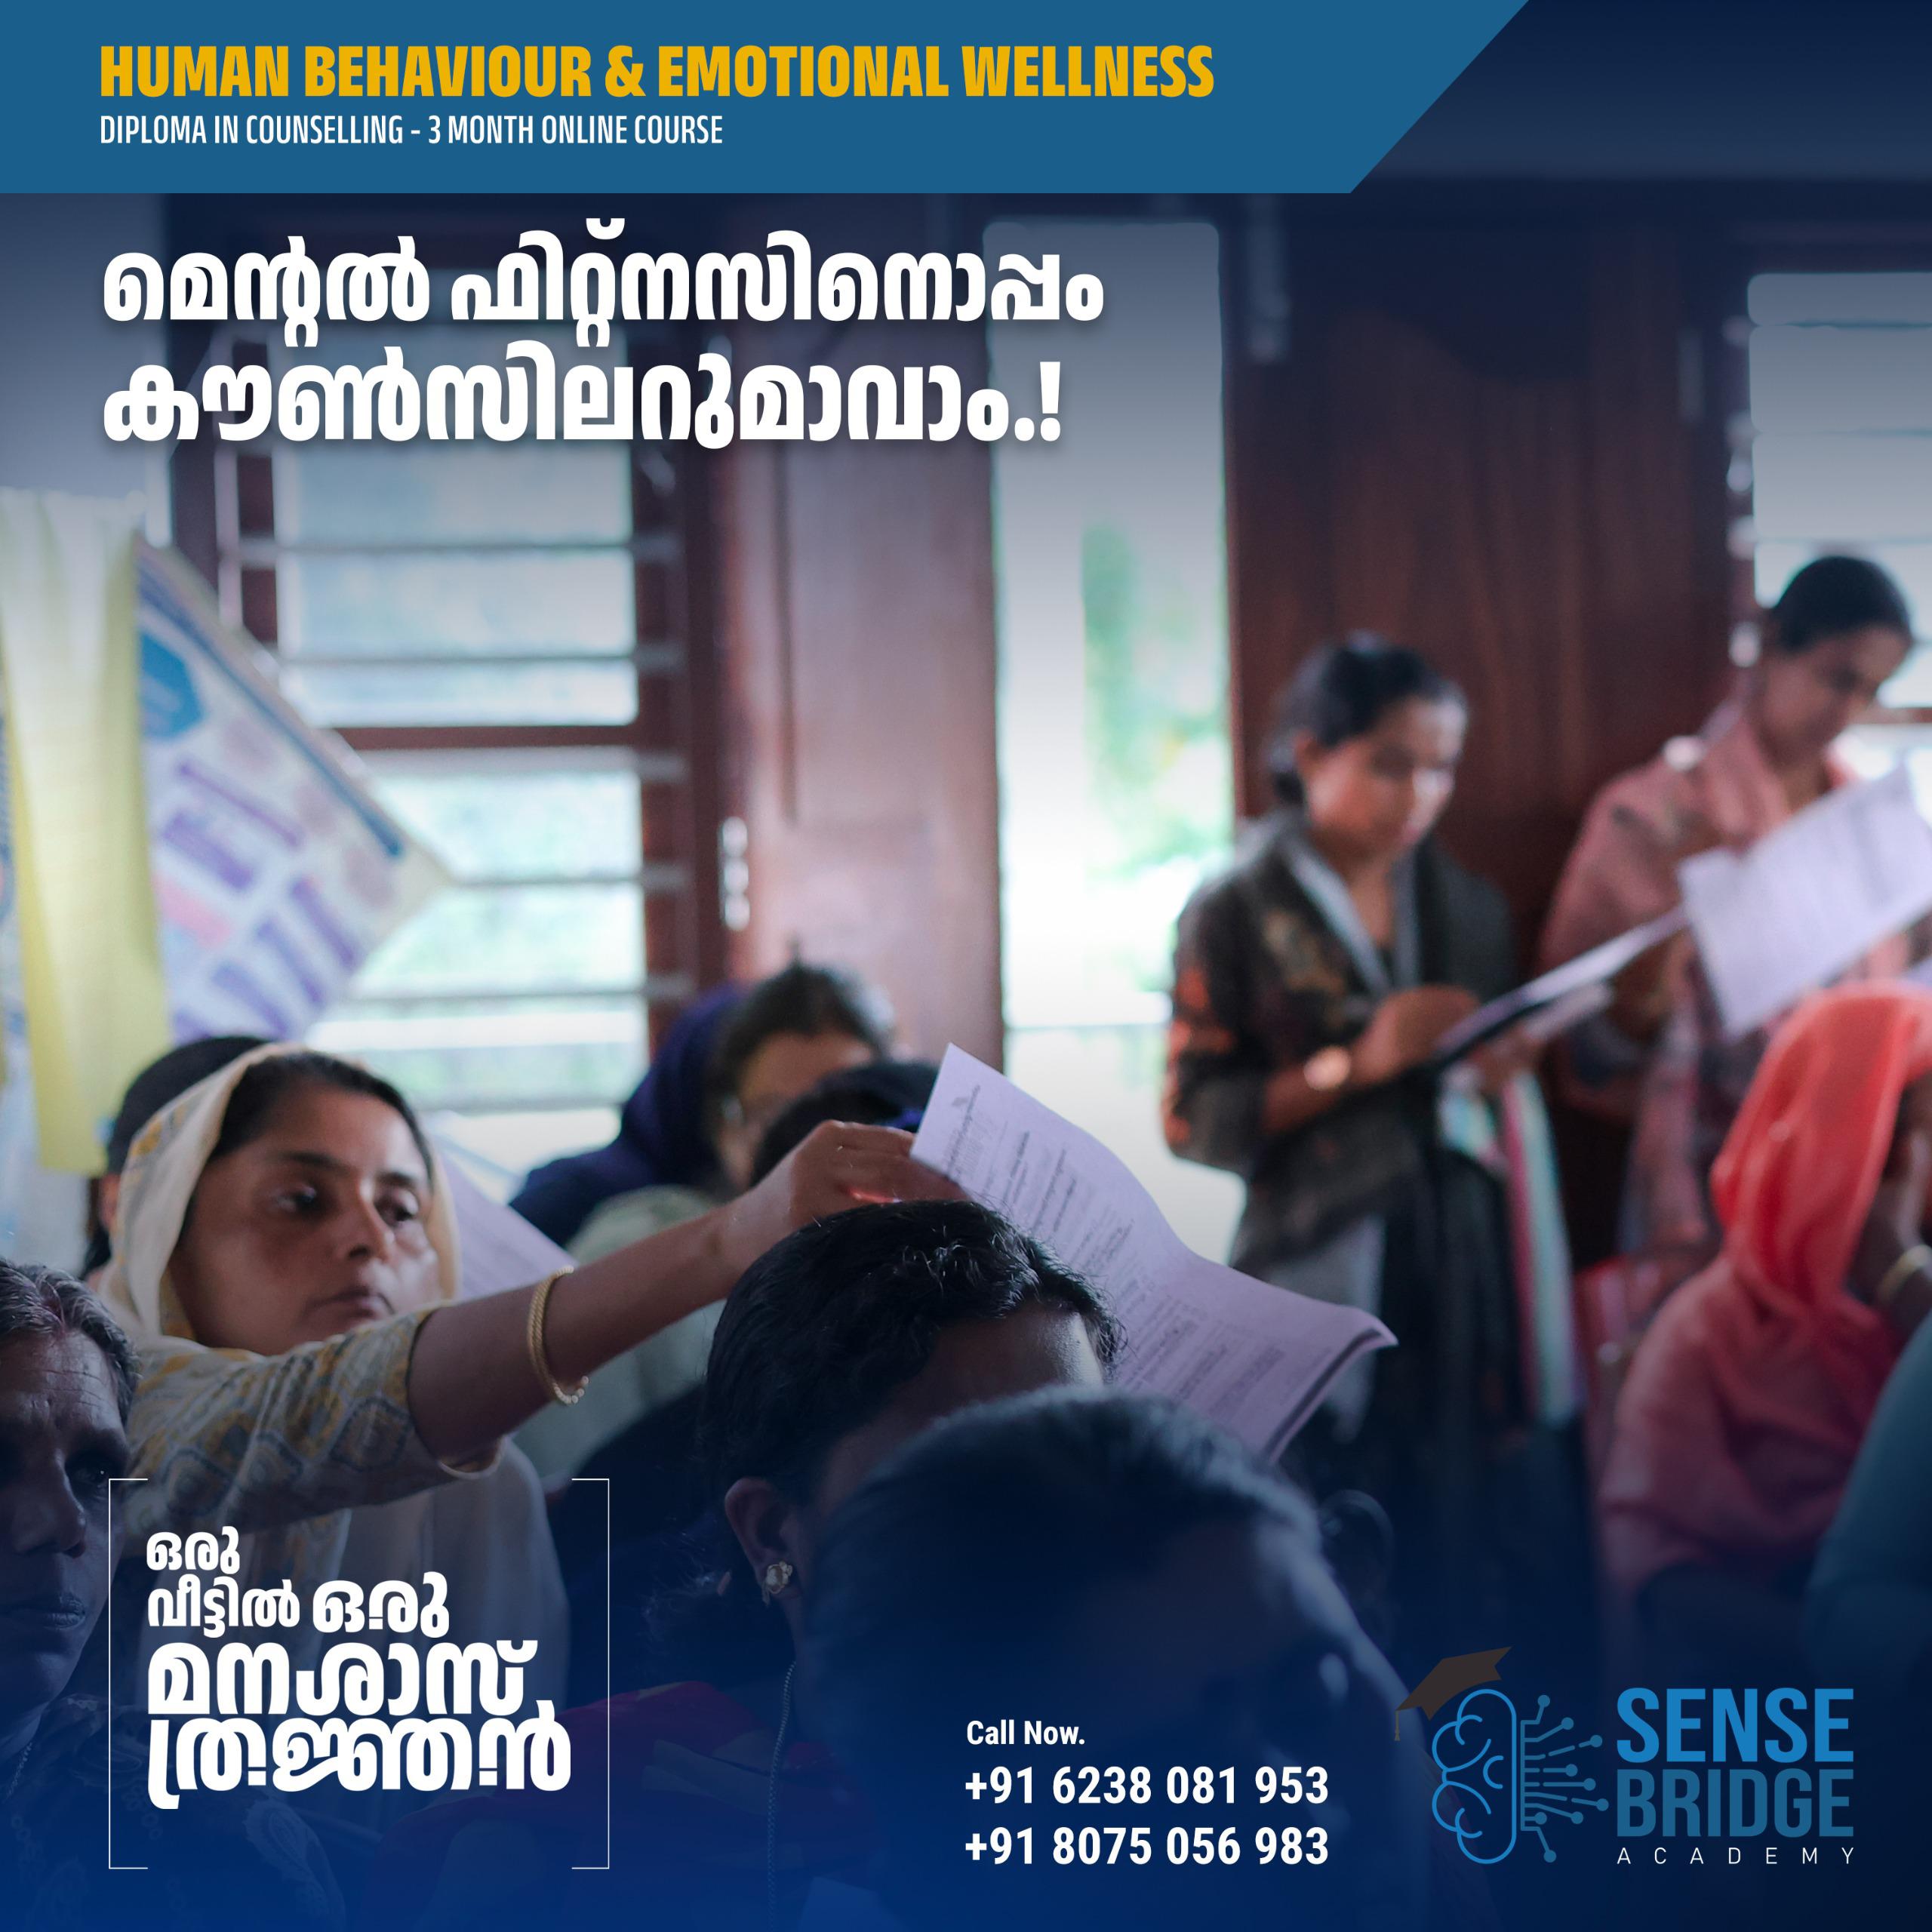 HUMAN BEHAVIOUR & EMOTIONAL WELLNESS
DIPLOMA IN COUNSELLING - 3 MONTH ONLINE COURSE
മെന്റൽ ഫിറ്റ്നസിനൊപ്പം
കൗൺസിലറുമാവാം.!
ഒരു
വീട്ടിൽ ഒരു
മനശാസ്
ത്രജ്ഞൻ
Call Now.
+91 6238 081 953
+91 8075 056 983
SENSE
BRIDGE
ACADEMY